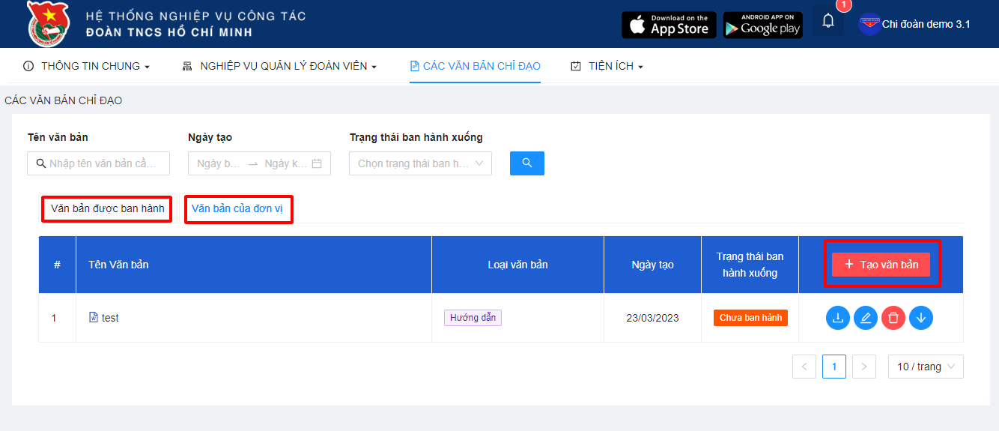 HỆ THỐNG NGHIỆP VỤ CÔNG TÁC
ĐOÀN TNCS HỒ CHÍ MINH
Download on the
App Store
ANDROID APP ON
Google play
1
Chi đoàn demo 3.1
THÔNG TIN CHUNG
NGHIỆP VỤ QUẢN LÝ ĐOÀN VIÊN
CÁC VĂN BẢN CHỈ ĐẠO
TIỆN ÍCH
CÁC VĂN BẢN CHỈ ĐẠO
Tên văn bản
Ngày tạo
Trạng thái ban hành xuống
Nhập tên văn bản cầ...
Ngày b...
Ngày k...
Chọn trạng thái ban h...
Văn bản được ban hành
Văn bản của đơn vị
#
Tên Văn bản
Loại văn bản
Ngày tạo
Trạng thái ban
hành xuống
+ Tạo văn bản
1
test
Hướng dẫn
23/03/2023
Chưa ban hành
< 1 >
10 / trang